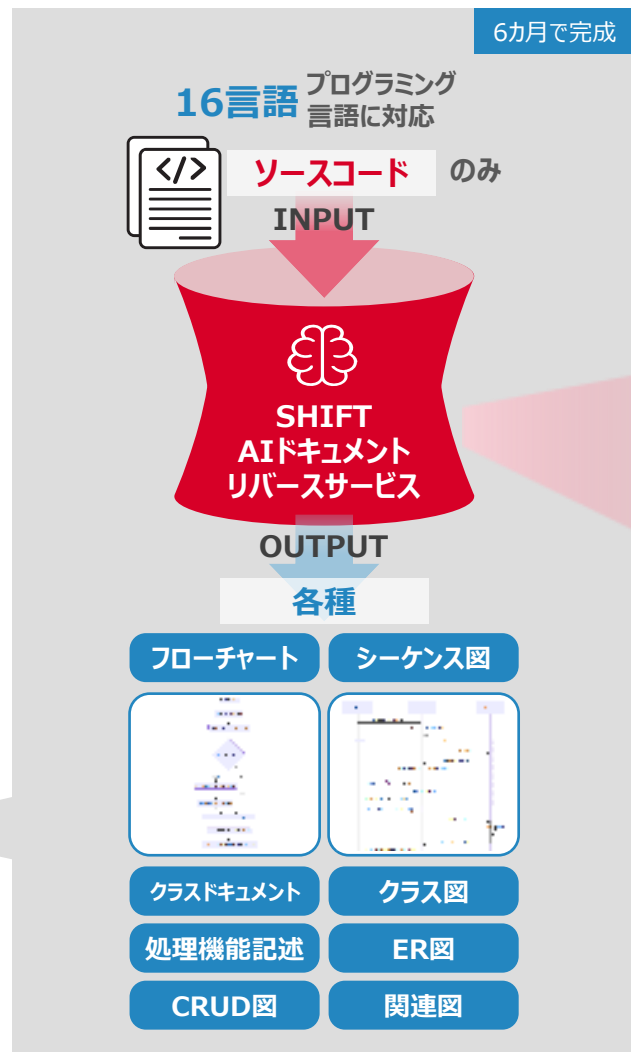 6カ月で完成
16言語
プログラミング
言語に対応
</>
ソースコード のみ
INPUT
SHIFT
AIドキュメント
リバースサービス
OUTPUT
各種
フローチャート シーケンス図
クラスドキュメント クラス図
処理機能記述 ER図
CRUD図 関連図